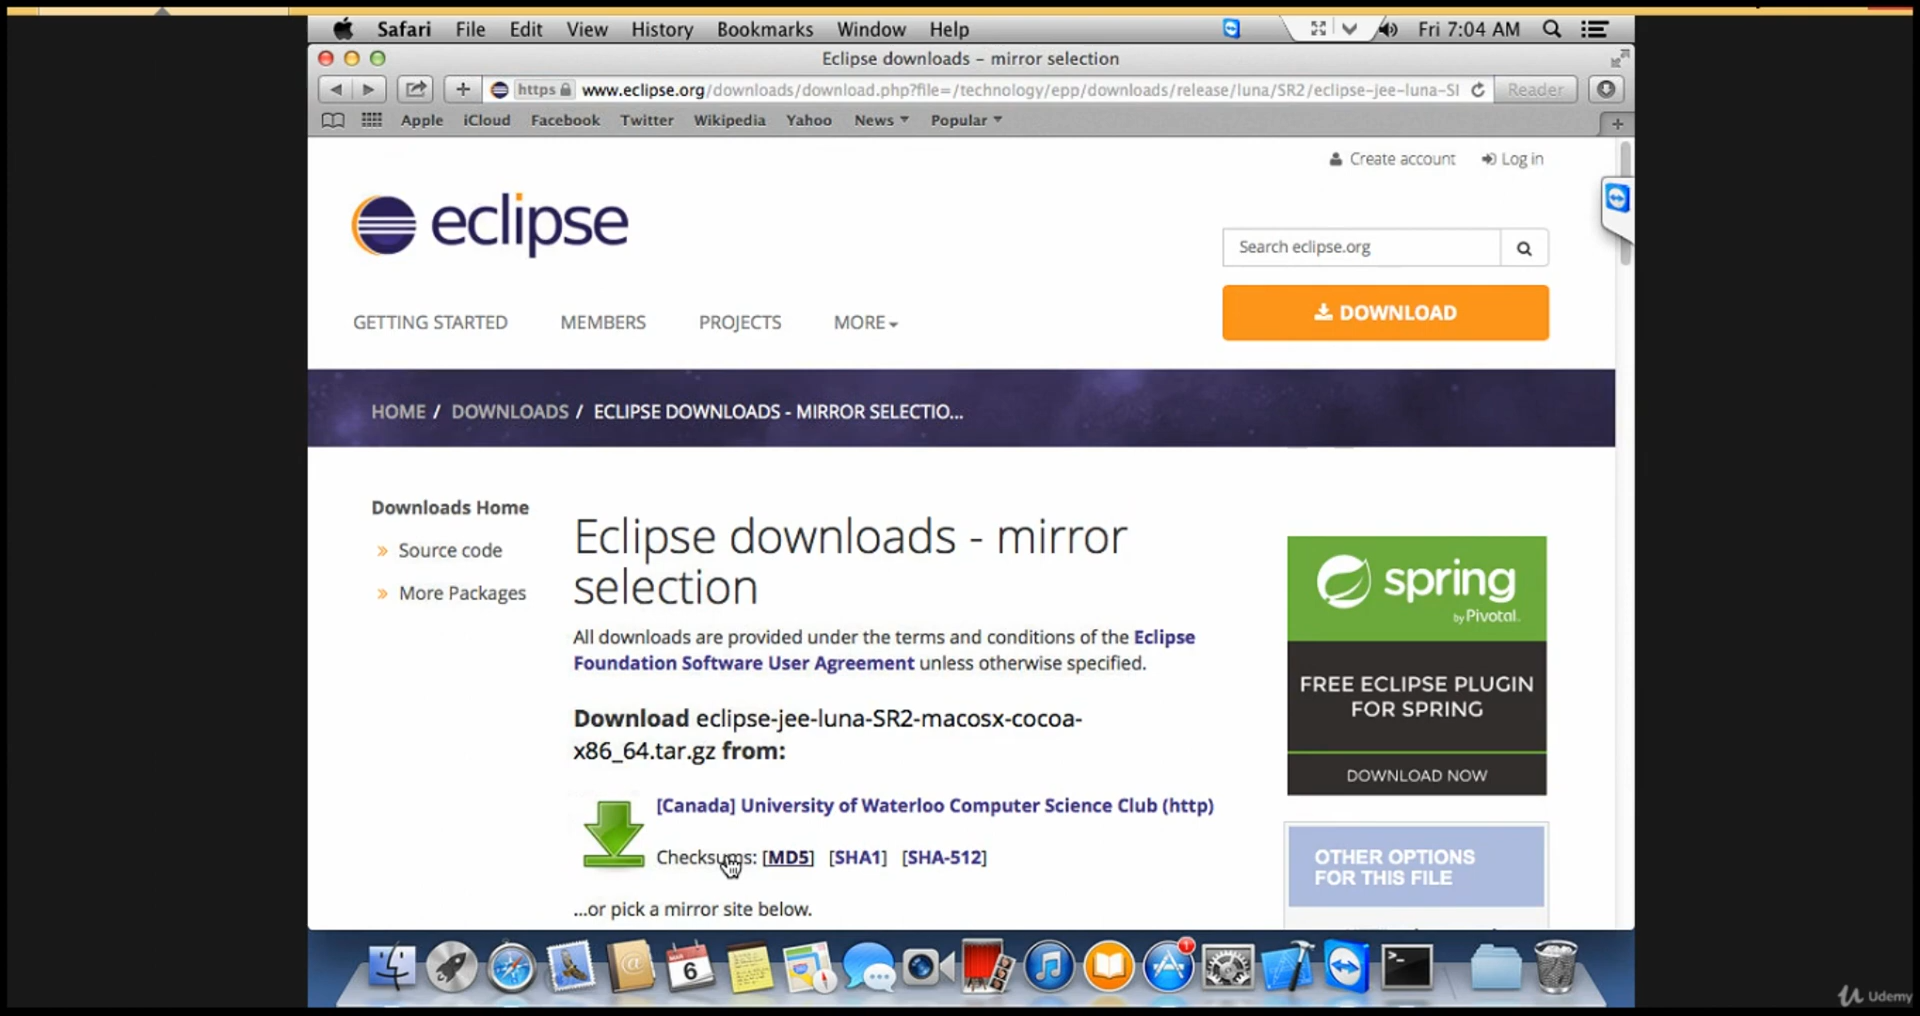 Safari File Edit View History Bookmarks Window Help Fri 7:04 AM
Eclipse downloads – mirror selection
https www.eclipse.org/downloads/download.php?file=/technology/epp/downloads/release/luna/SR2/eclipse-jee-luna-SI Reader
Apple iCloud Facebook Twitter Wikipedia Yahoo News Popular
Create account Log in
eclipse
Search eclipse.org
DOWNLOAD
GETTING STARTED MEMBERS PROJECTS MORE
HOME / DOWNLOADS / ECLIPSE DOWNLOADS - MIRROR SELECTIO...
Downloads Home
Source code
More Packages
Eclipse downloads - mirror
selection
All downloads are provided under the terms and conditions of the Eclipse
Foundation Software User Agreement unless otherwise specified.
Download eclipse-jee-luna-SR2-macosx-cocoa-
x86_64.tar.gz from:
[Canada] University of Waterloo Computer Science Club (http)
Checksums: [MD5] [SHA1] [SHA-512]
...or pick a mirror site below.
spring
by Pivotal.
FREE ECLIPSE PLUGIN
FOR SPRING
DOWNLOAD NOW
OTHER OPTIONS
FOR THIS FILE
6
1
Udemy